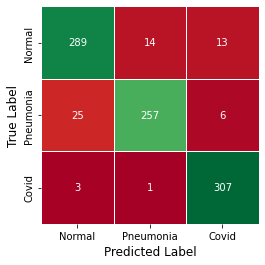 True Label
Normal
289 14 13
Pneumonia
25 257 6
Covid
3 1 307
Normal Pneumonia Covid
Predicted Label